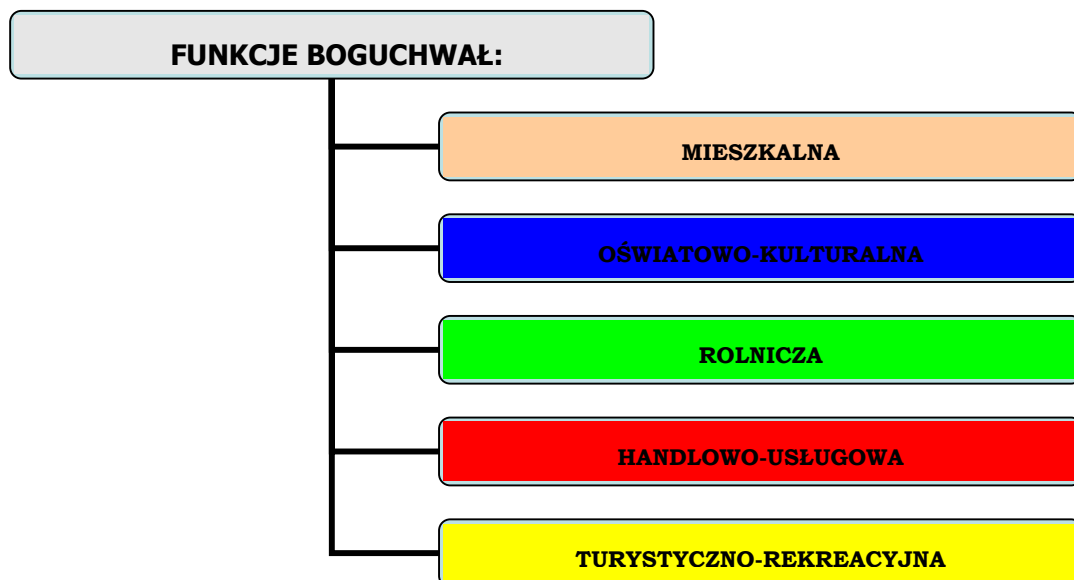 FUNKCJE BOGUCHWAŁ:
MIESZKALNA
OŚWIATOWO-KULTURALNA
ROLNICZA
HANDLOWO-USŁUGOWA
TURYSTYCZNO-REKREACYJNA